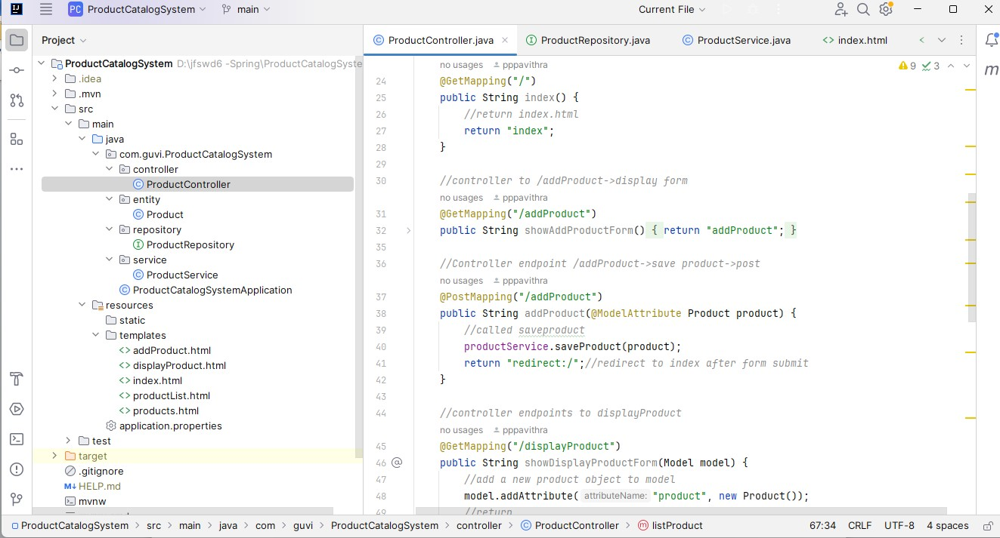 IJ PC ProductCatalogSystem main Current File
Project
ProductController.java ProductRepository.java ProductService.java <> index.html
ProductCatalogSystem D:\jfswd6 -Spring\ProductCatalogSyste
.idea
.mvn
src
main
java
com.guvi.ProductCatalogSystem
controller
ProductController
entity
Product
repository
ProductRepository
service
ProductService
ProductCatalogSystemApplication
resources
static
templates
<> addProduct.html
<> displayProduct.html
<> index.html
<> productList.html
<> products.html
application.properties
test
target
.gitignore
M↓ HELP.md
mvnw
no usages pppavithra
9 3
m
24 @GetMapping("/")
25 public String index() {
26 //return index.html
27 return "index";
28 }
29
30 //controller to /addProduct->display form
no usages pppavithra
31 @GetMapping("/addProduct")
32 public String showAddProductForm() { return "addProduct"; }
35
36 //Controller endpoint /addProduct->save product->post
no usages pppavithra
37 @PostMapping("/addProduct")
38 public String addProduct(@ModelAttribute Product product) {
39 //called saveproduct
40 productService.saveProduct(product);
41 return "redirect:/";//redirect to index after form submit
42 }
43
44 //controller endpoints to displayProduct
no usages pppavithra
45 @GetMapping("/displayProduct")
46 @ public String showDisplayProductForm(Model model) {
47 //add a new product object to model
48 model.addAttribute( attributeName: "product", new Product());
49 //return
ProductCatalogSystem > src > main > java > com > guvi > ProductCatalogSystem > controller > ProductController > listProduct 67:34 CRLF UTF-8 4 spaces